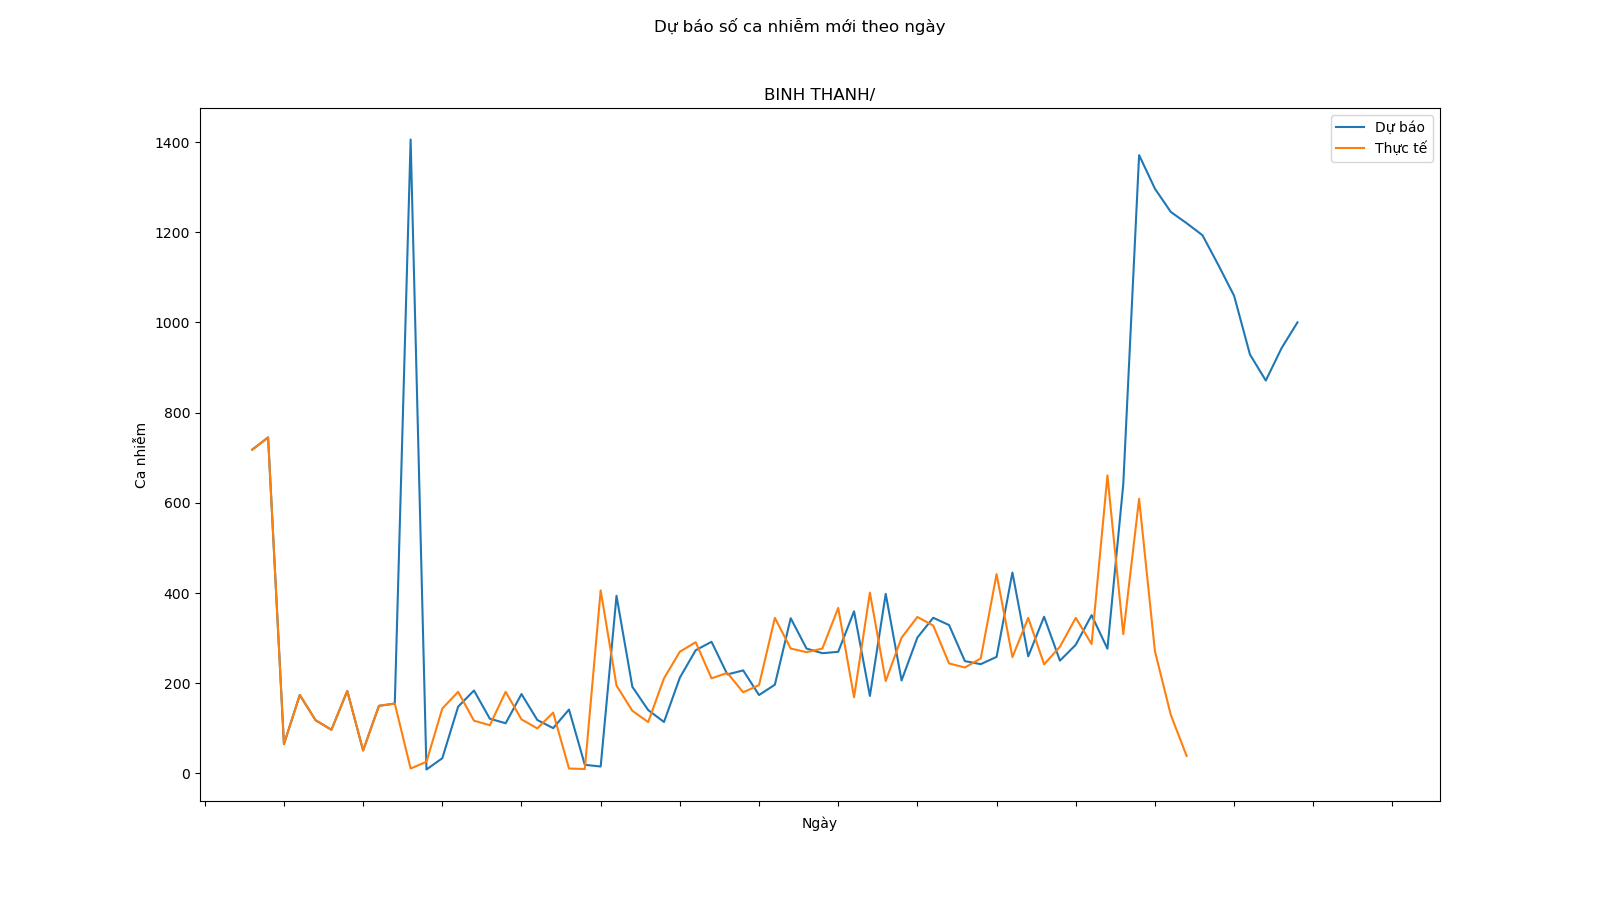 Dự báo số ca nhiễm mới theo ngày
BINH THANH/
Dự báo
Thực tế
1400
1200
1000
800
600
400
200
0
Ca nhiễm
Ngày